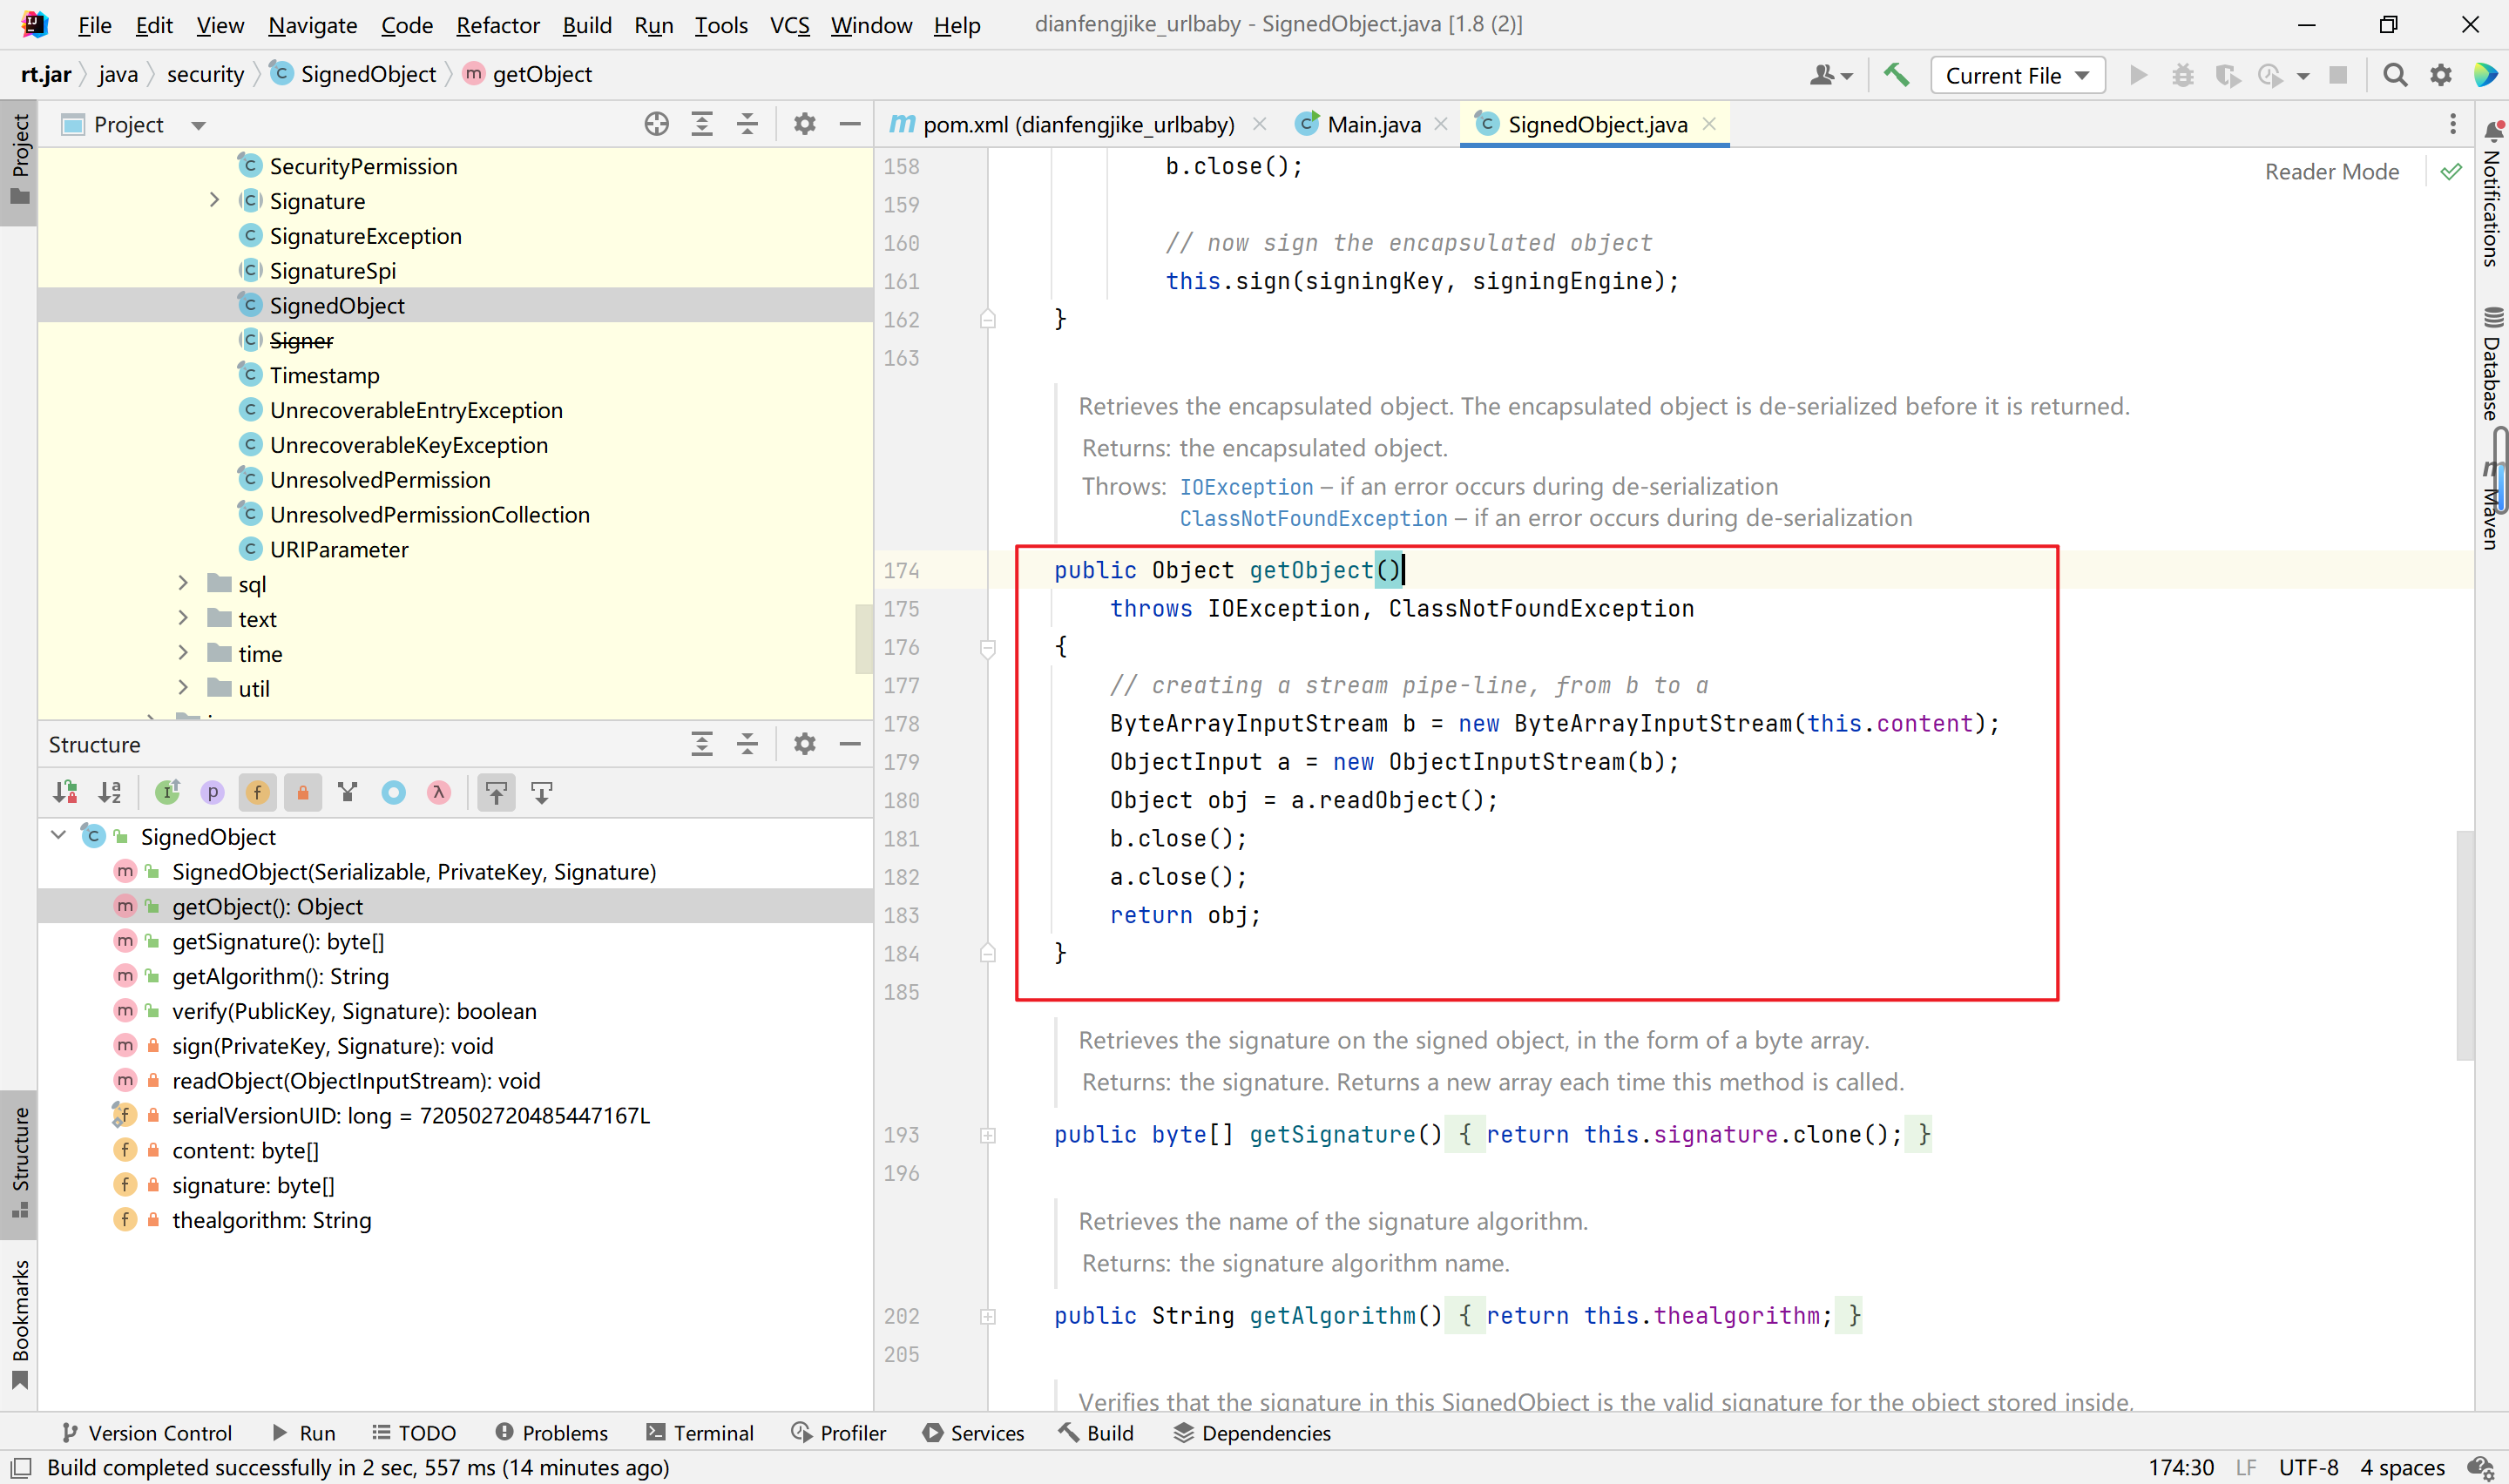 File Edit View Navigate Code Refactor Build Run Tools VCS Window Help dianfengjike_urlbaby - SignedObject.java [1.8 (2)]
rt.jar java security SignedObject getObject Current File
Project
pom.xml (dianfengjike_urlbaby) Main.java SignedObject.java
Project
SecurityPermission
Signature
SignatureException
SignatureSpi
SignedObject
Signer
Timestamp
UnrecoverableEntryException
UnrecoverableKeyException
UnresolvedPermission
UnresolvedPermissionCollection
URIParameter
sql
text
time
util
Structure
SignedObject
SignedObject(Serializable, PrivateKey, Signature)
getObject(): Object
getSignature(): byte[]
getAlgorithm(): String
verify(PublicKey, Signature): boolean
sign(PrivateKey, Signature): void
readObject(ObjectInputStream): void
serialVersionUID: long = 720502720485447167L
content: byte[]
signature: byte[]
thealgorithm: String
Structure
Bookmarks
Reader Mode
158 b.close();
159
160 // now sign the encapsulated object
161 this.sign(signingKey, signingEngine);
162 }
163
Retrieves the encapsulated object. The encapsulated object is de-serialized before it is returned.
Returns: the encapsulated object.
Throws: IOException – if an error occurs during de-serialization
ClassNotFoundException – if an error occurs during de-serialization
174 public Object getObject()
175 throws IOException, ClassNotFoundException
176 {
177 // creating a stream pipe-line, from b to a
178 ByteArrayInputStream b = new ByteArrayInputStream(this.content);
179 ObjectInput a = new ObjectInputStream(b);
180 Object obj = a.readObject();
181 b.close();
182 a.close();
183 return obj;
184 }
185
Retrieves the signature on the signed object, in the form of a byte array.
Returns: the signature. Returns a new array each time this method is called.
193 public byte[] getSignature() { return this.signature.clone(); }
196
Retrieves the name of the signature algorithm.
Returns: the signature algorithm name.
202 public String getAlgorithm() { return this.thealgorithm; }
205
Verifies that the signature in this SignedObject is the valid signature for the object stored inside,
Notifications
Database
Maven
Version Control Run TODO Problems Terminal Profiler Services Build Dependencies
Build completed successfully in 2 sec, 557 ms (14 minutes ago) 174:30 LF UTF-8 4 spaces